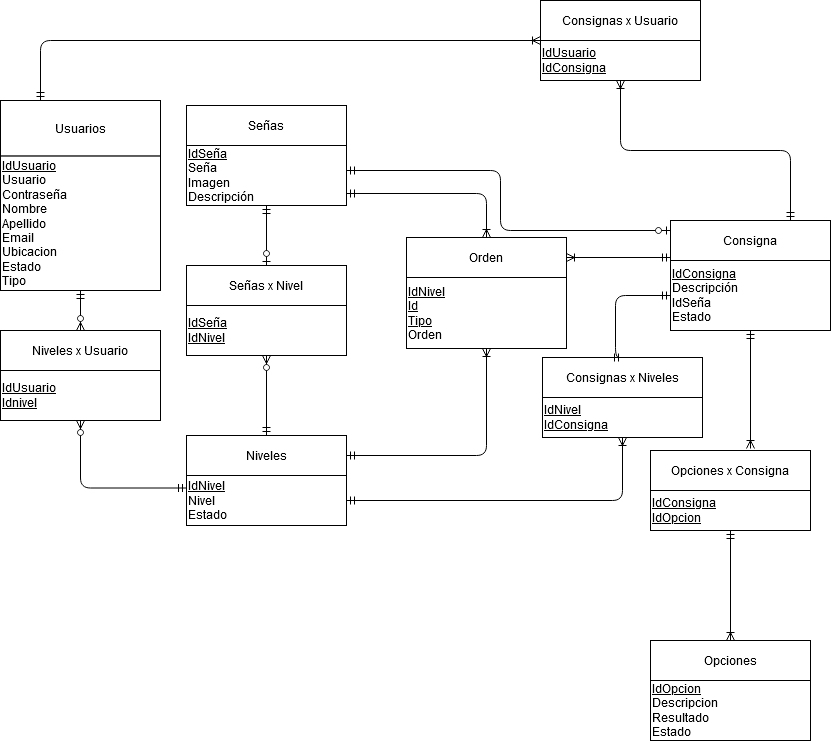 Consignas x Usuario
IdUsuario
IdConsigna
Usuarios
IdUsuario
Usuario
Contraseña
Nombre
Apellido
Email
Ubicacion
Estado
Tipo
Señas
IdSeña
Seña
Imagen
Descripción
Orden
IdNivel
Id
Tipo
Orden
Consigna
IdConsigna
Descripción
IdSeña
Estado
Señas x Nivel
IdSeña
IdNivel
Niveles x Usuario
IdUsuario
Idnivel
Consignas x Niveles
IdNivel
IdConsigna
Niveles
IdNivel
Nivel
Estado
Opciones x Consigna
IdConsigna
IdOpcion
Opciones
IdOpcion
Descripcion
Resultado
Estado